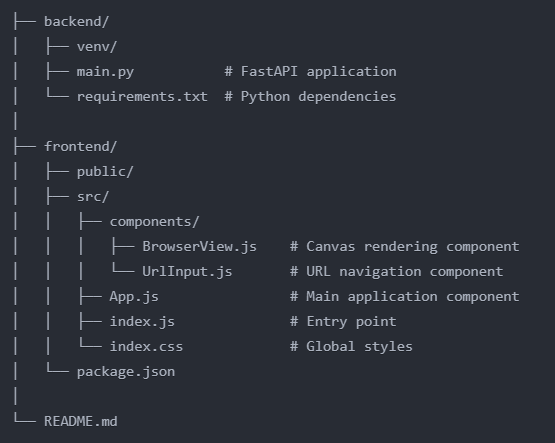 ├── backend/
│   ├── venv/
│   ├── main.py           # FastAPI application
│   └── requirements.txt  # Python dependencies
│
├── frontend/
│   ├── public/
│   ├── src/
│   │   ├── components/
│   │   │   ├── BrowserView.js    # Canvas rendering component
│   │   │   └── UrlInput.js       # URL navigation component
│   │   ├── App.js                # Main application component
│   │   ├── index.js              # Entry point
│   │   └── index.css             # Global styles
│   └── package.json
│
└── README.md